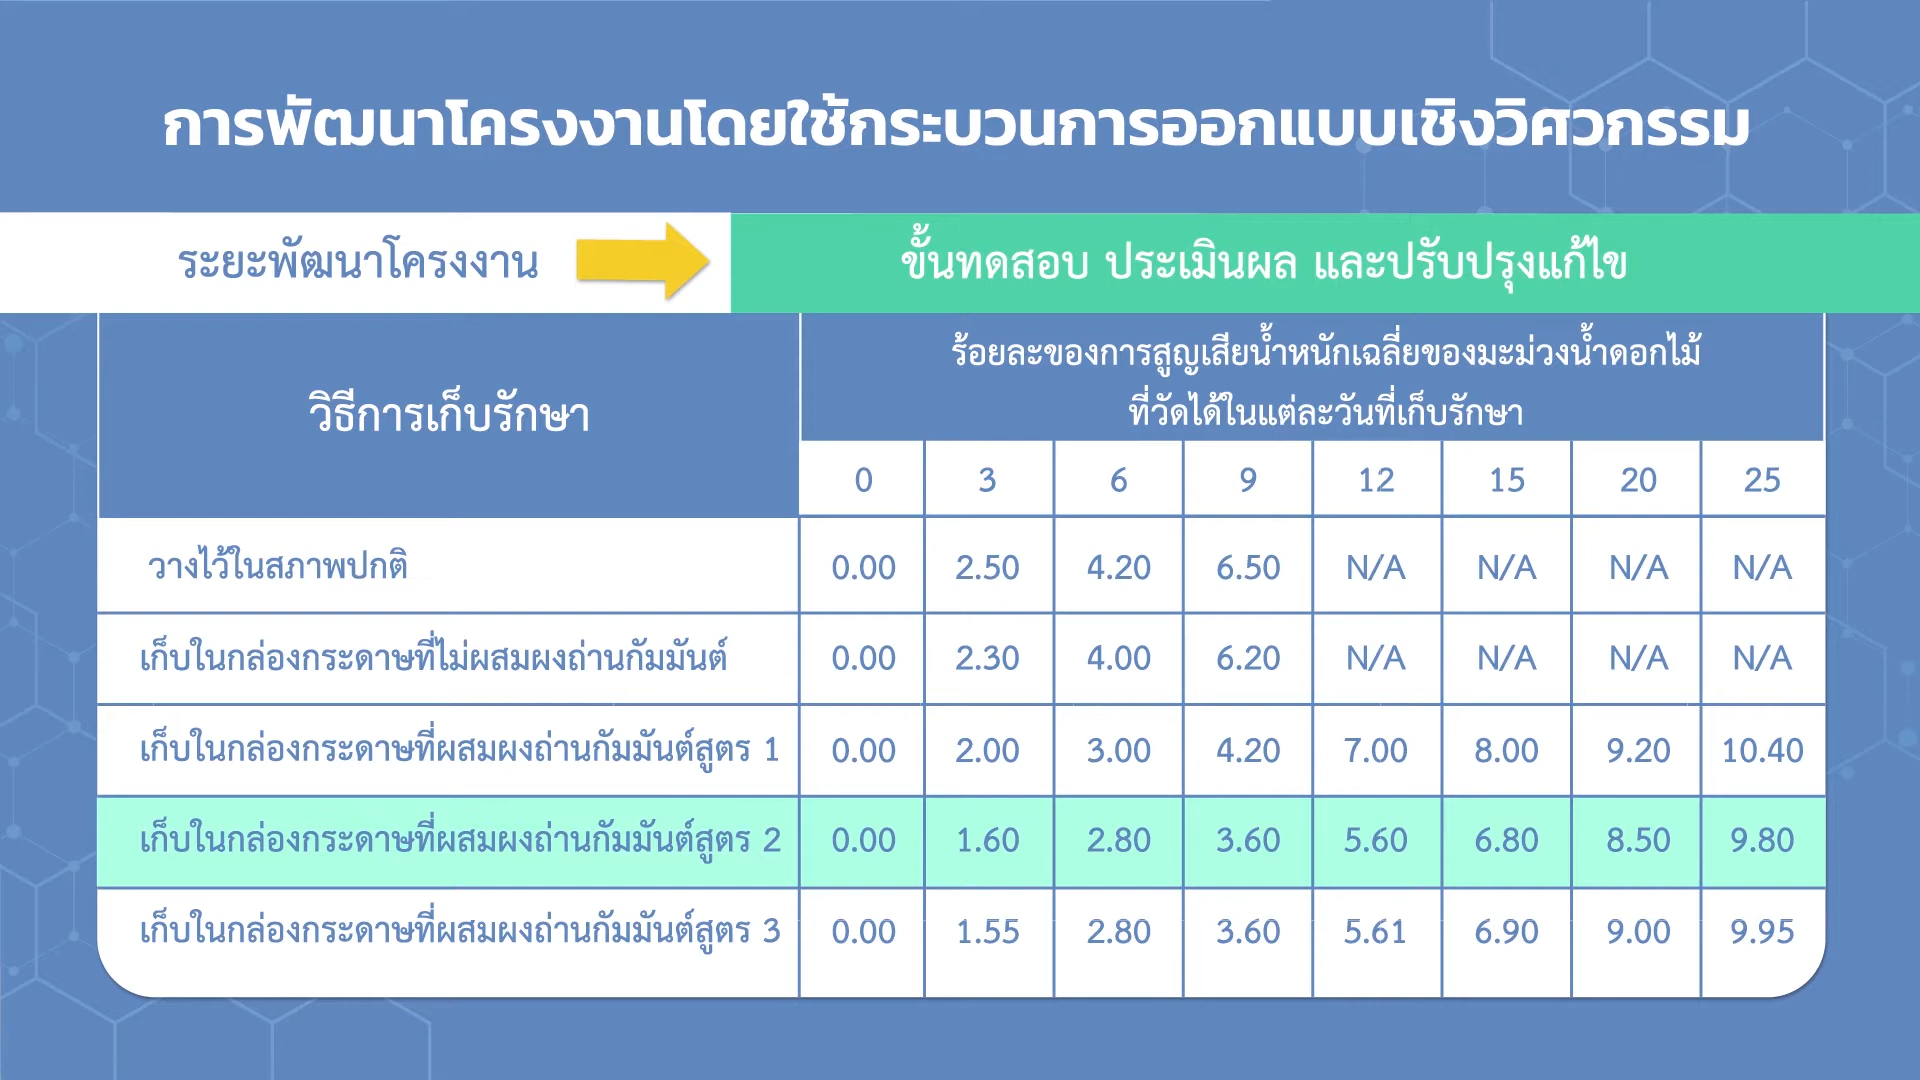 การพัฒนาโครงงานโดยใช้กระบวนการออกแบบเชิงวิศวกรรม
ระยะพัฒนาโครงงาน
ขั้นทดสอบ ประเมินผล และปรับปรุงแก้ไข
วิธีการเก็บรักษา
ร้อยละของการสูญเสียน้ำหนักเฉลี่ยของมะม่วงน้ำดอกไม้
ที่วัดได้ในแต่ละวันที่เก็บรักษา
0 3 6 9 12 15 20 25
วางไว้ในสภาพปกติ 0.00 2.50 4.20 6.50 N/A N/A N/A N/A
เก็บในกล่องกระดาษที่ไม่ผสมผงถ่านกัมมันต์ 0.00 2.30 4.00 6.20 N/A N/A N/A N/A
เก็บในกล่องกระดาษที่ผสมผงถ่านกัมมันต์สูตร 1 0.00 2.00 3.00 4.20 7.00 8.00 9.20 10.40
เก็บในกล่องกระดาษที่ผสมผงถ่านกัมมันต์สูตร 2 0.00 1.60 2.80 3.60 5.60 6.80 8.50 9.80
เก็บในกล่องกระดาษที่ผสมผงถ่านกัมมันต์สูตร 3 0.00 1.55 2.80 3.60 5.61 6.90 9.00 9.95